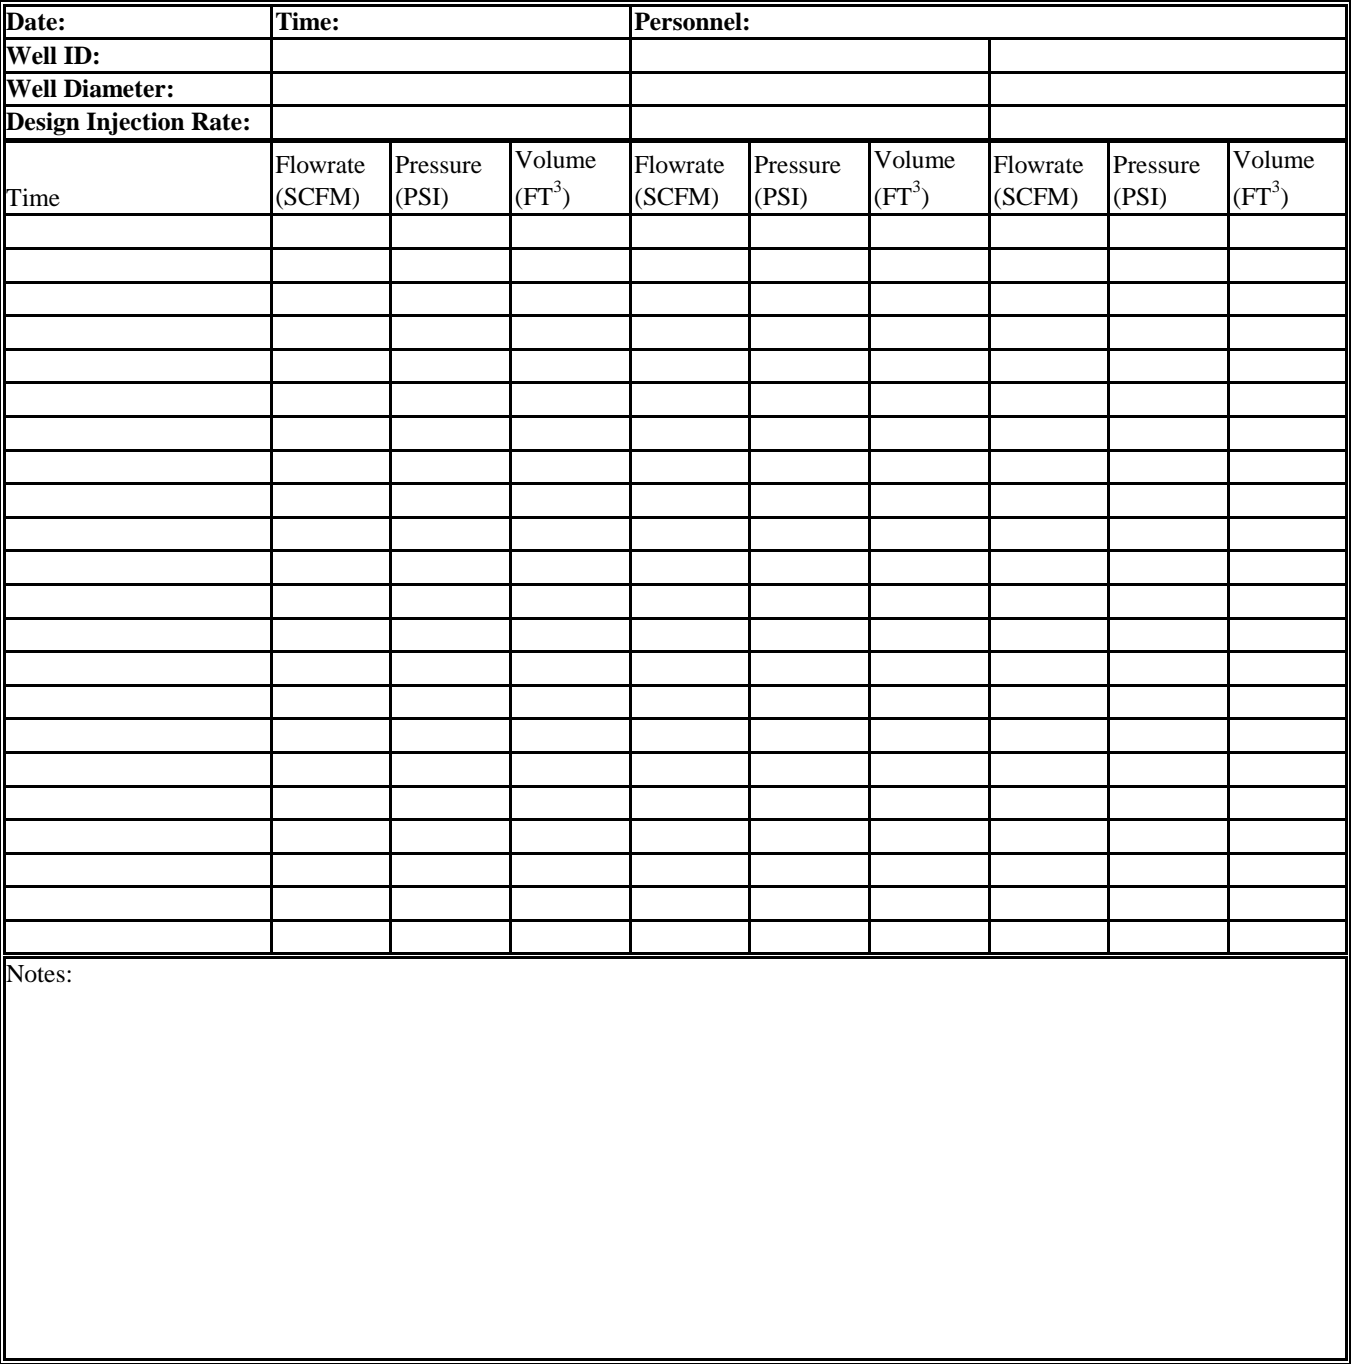 Date: Time: Personnel:
Well ID:
Well Diameter:
Design Injection Rate:
Time Flowrate (SCFM) Pressure (PSI) Volume (FT³) Flowrate (SCFM) Pressure (PSI) Volume (FT³) Flowrate (SCFM) Pressure (PSI) Volume (FT³)
Notes: